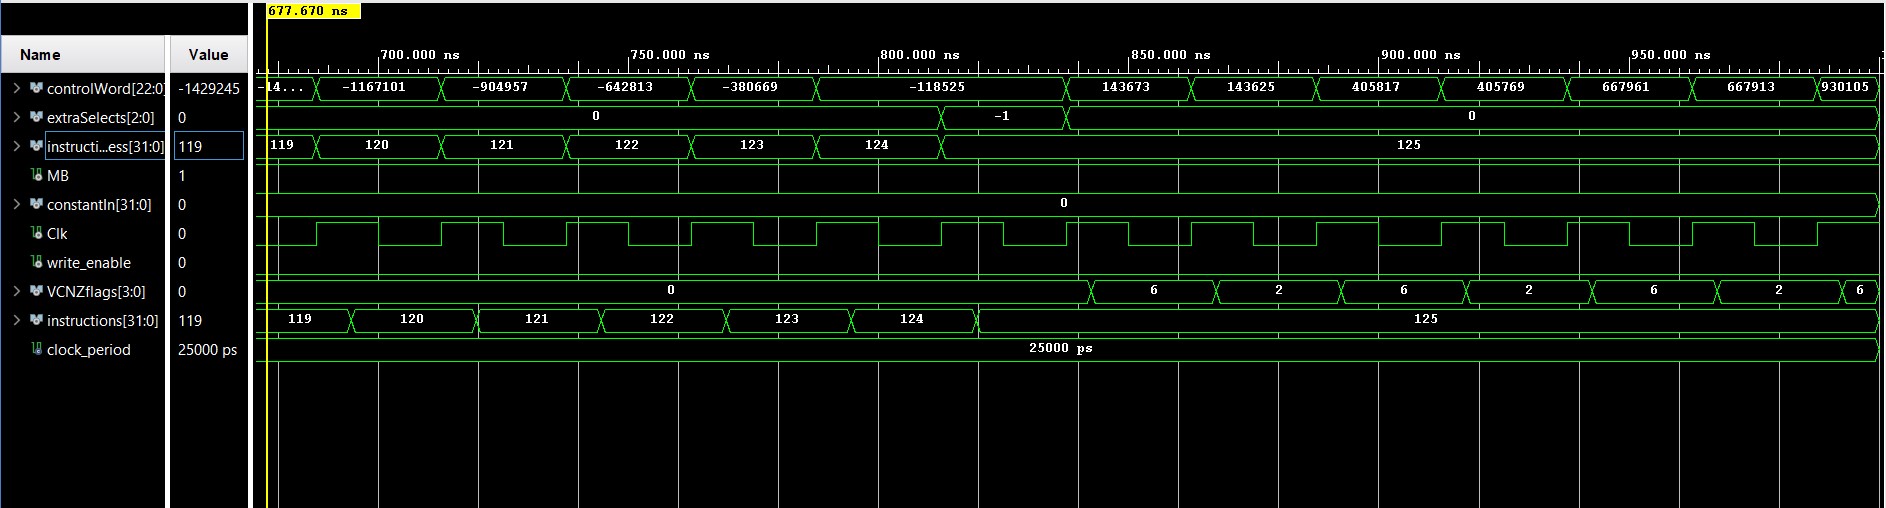 677.670 ns
Name Value 700.000 ns 750.000 ns 800.000 ns 850.000 ns 900.000 ns 950.000 ns
controlWord[22:0] -1429245 -14... -1167101 -904957 -642813 -380669 -118525 143673 143625 405817 405769 667961 667913 930105
extraSelects[2:0] 0 0 -1 0
instructi...ess[31:0] 119 119 120 121 122 123 124 125
MB 1
constantIn[31:0] 0 0
Clk 0
write_enable 0
VCNZflags[3:0] 0 0 6 2 6 2 6 2 6
instructions[31:0] 119 119 120 121 122 123 124 125
clock_period 25000 ps 25000 ps